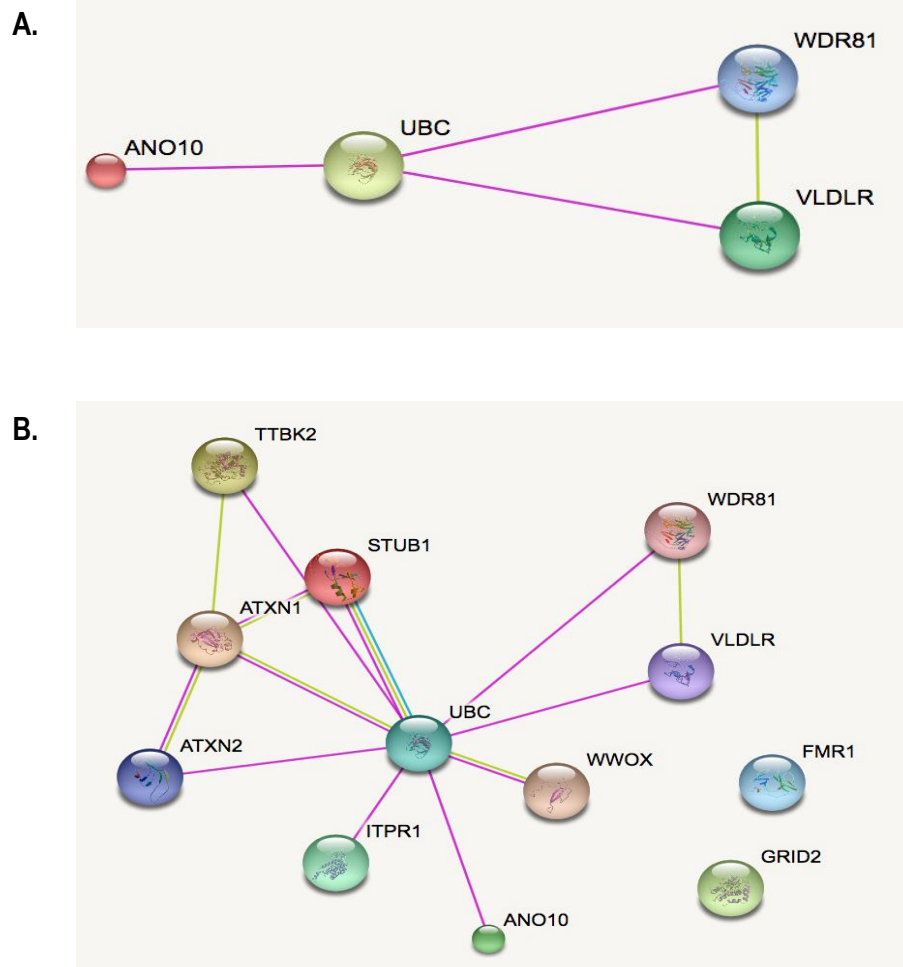 A.
WDR81
UBC
ANO10
VLDLR
B.
TTBK2
WDR81
STUB1
ATXN1
VLDLR
UBC
ATXN2
WWOX
FMR1
ITPR1
GRID2
ANO10